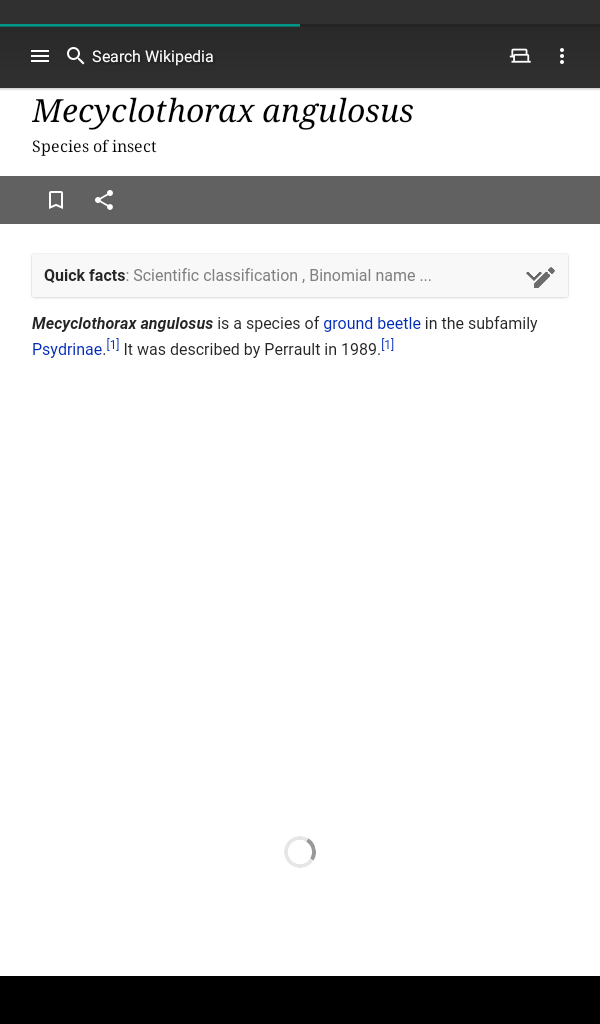 Search Wikipedia
Mecyclothorax angulosus
Species of insect
Quick facts: Scientific classification , Binomial name ...
Mecyclothorax angulosus is a species of ground beetle in the subfamily
Psydrinae.[1] It was described by Perrault in 1989.[1]